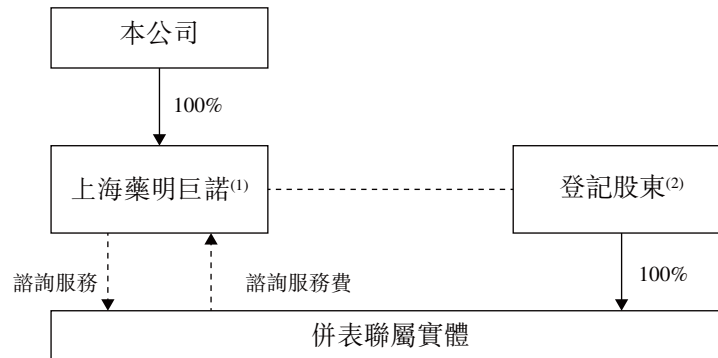 本公司
100%
上海藥明巨諾(1)
登記股東(2)
諮詢服務
諮詢服務費
100%
併表聯屬實體